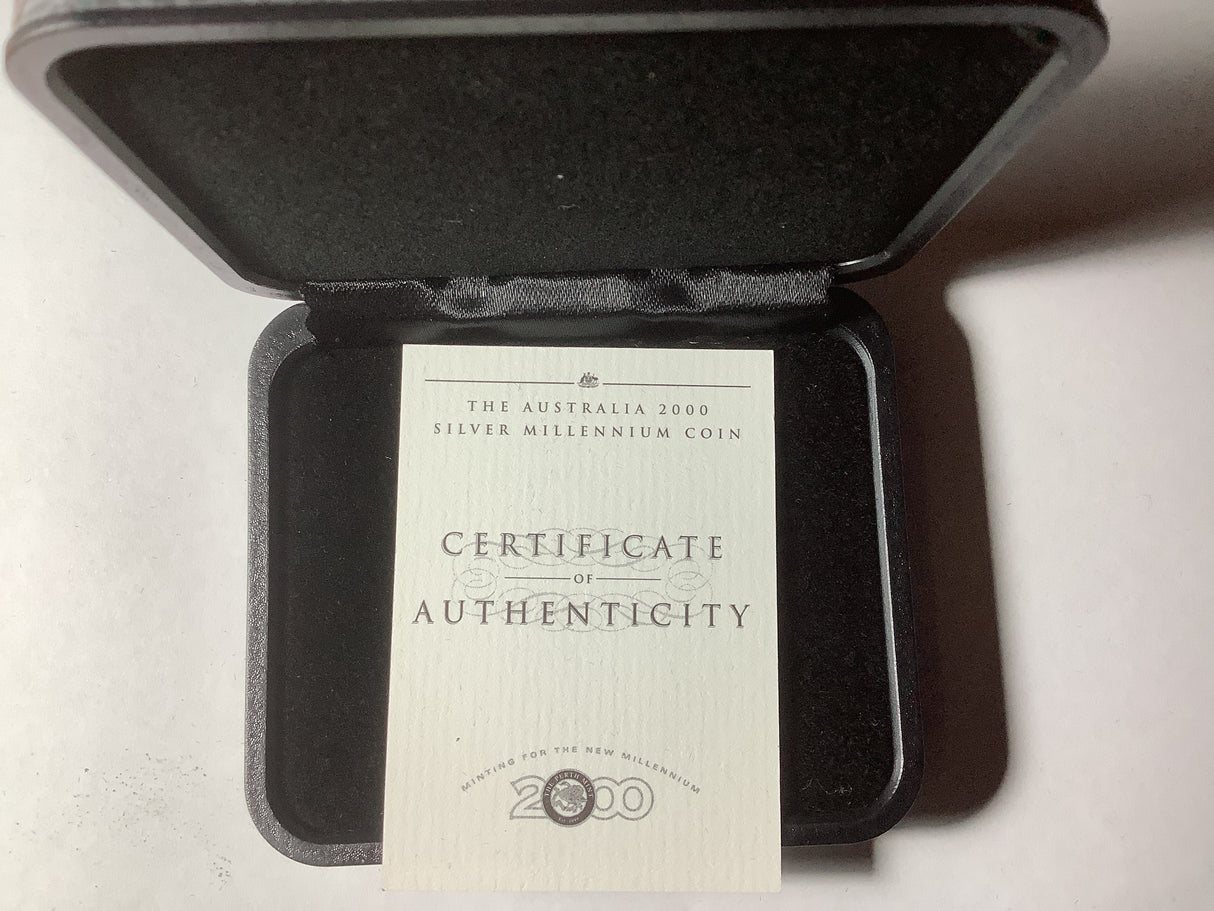 THE AUSTRALIA 2000
SILVER MILLENNIUM COIN
CERTIFICATE
OF
AUTHENTICITY
MINTING FOR THE NEW MILLENNIUM
2000
THE PERTH MINT